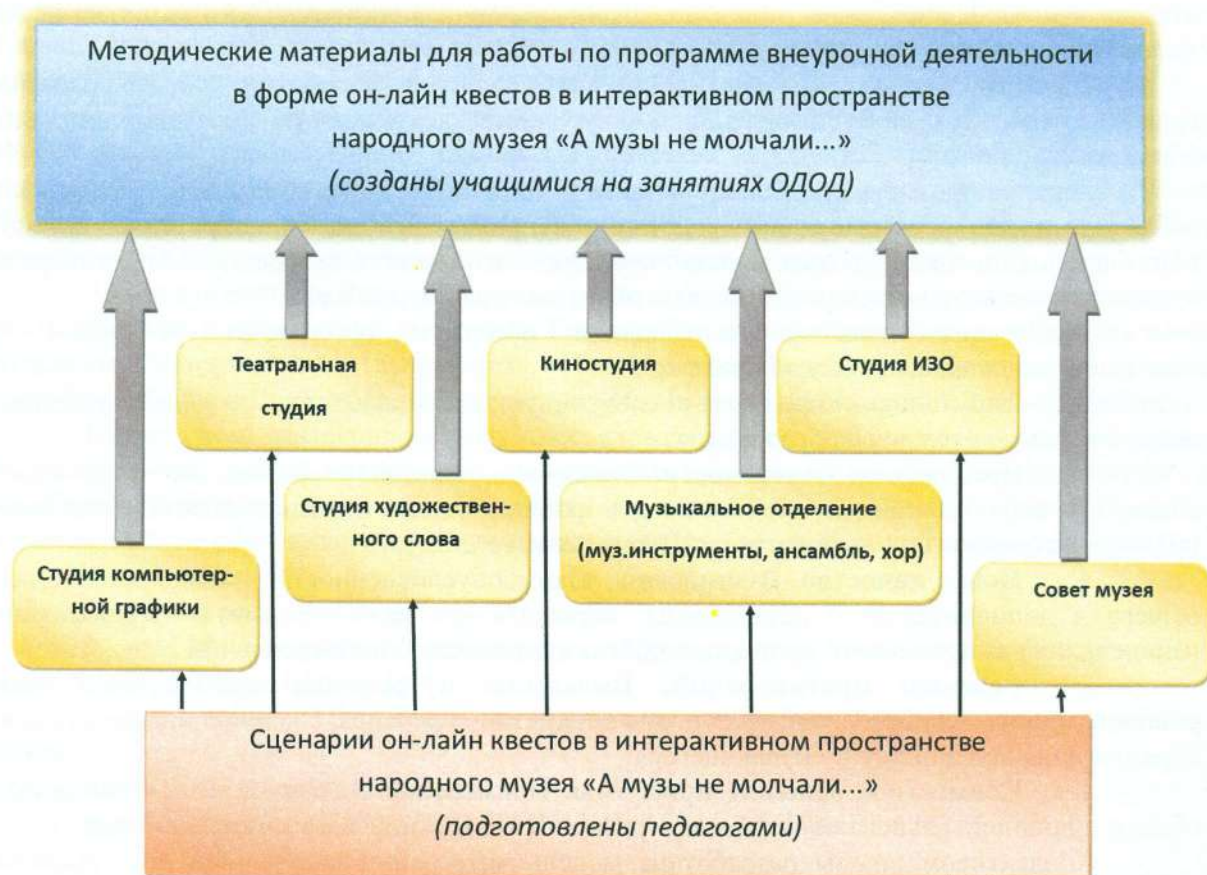 Методические материалы для работы по программе внеурочной деятельности
в форме он-лайн квестов в интерактивном пространстве
народного музея «А музы не молчали...»
(созданы учащимися на занятиях ОДОД)
Театральная
студия
Киностудия
Студия ИЗО
Студия художествен-
ного слова
Музыкальное отделение
(муз.инструменты, ансамбль, хор)
Студия компьютер-
ной графики
Совет музея
Сценарии он-лайн квестов в интерактивном пространстве
народного музея «А музы не молчали...»
(подготовлены педагогами)